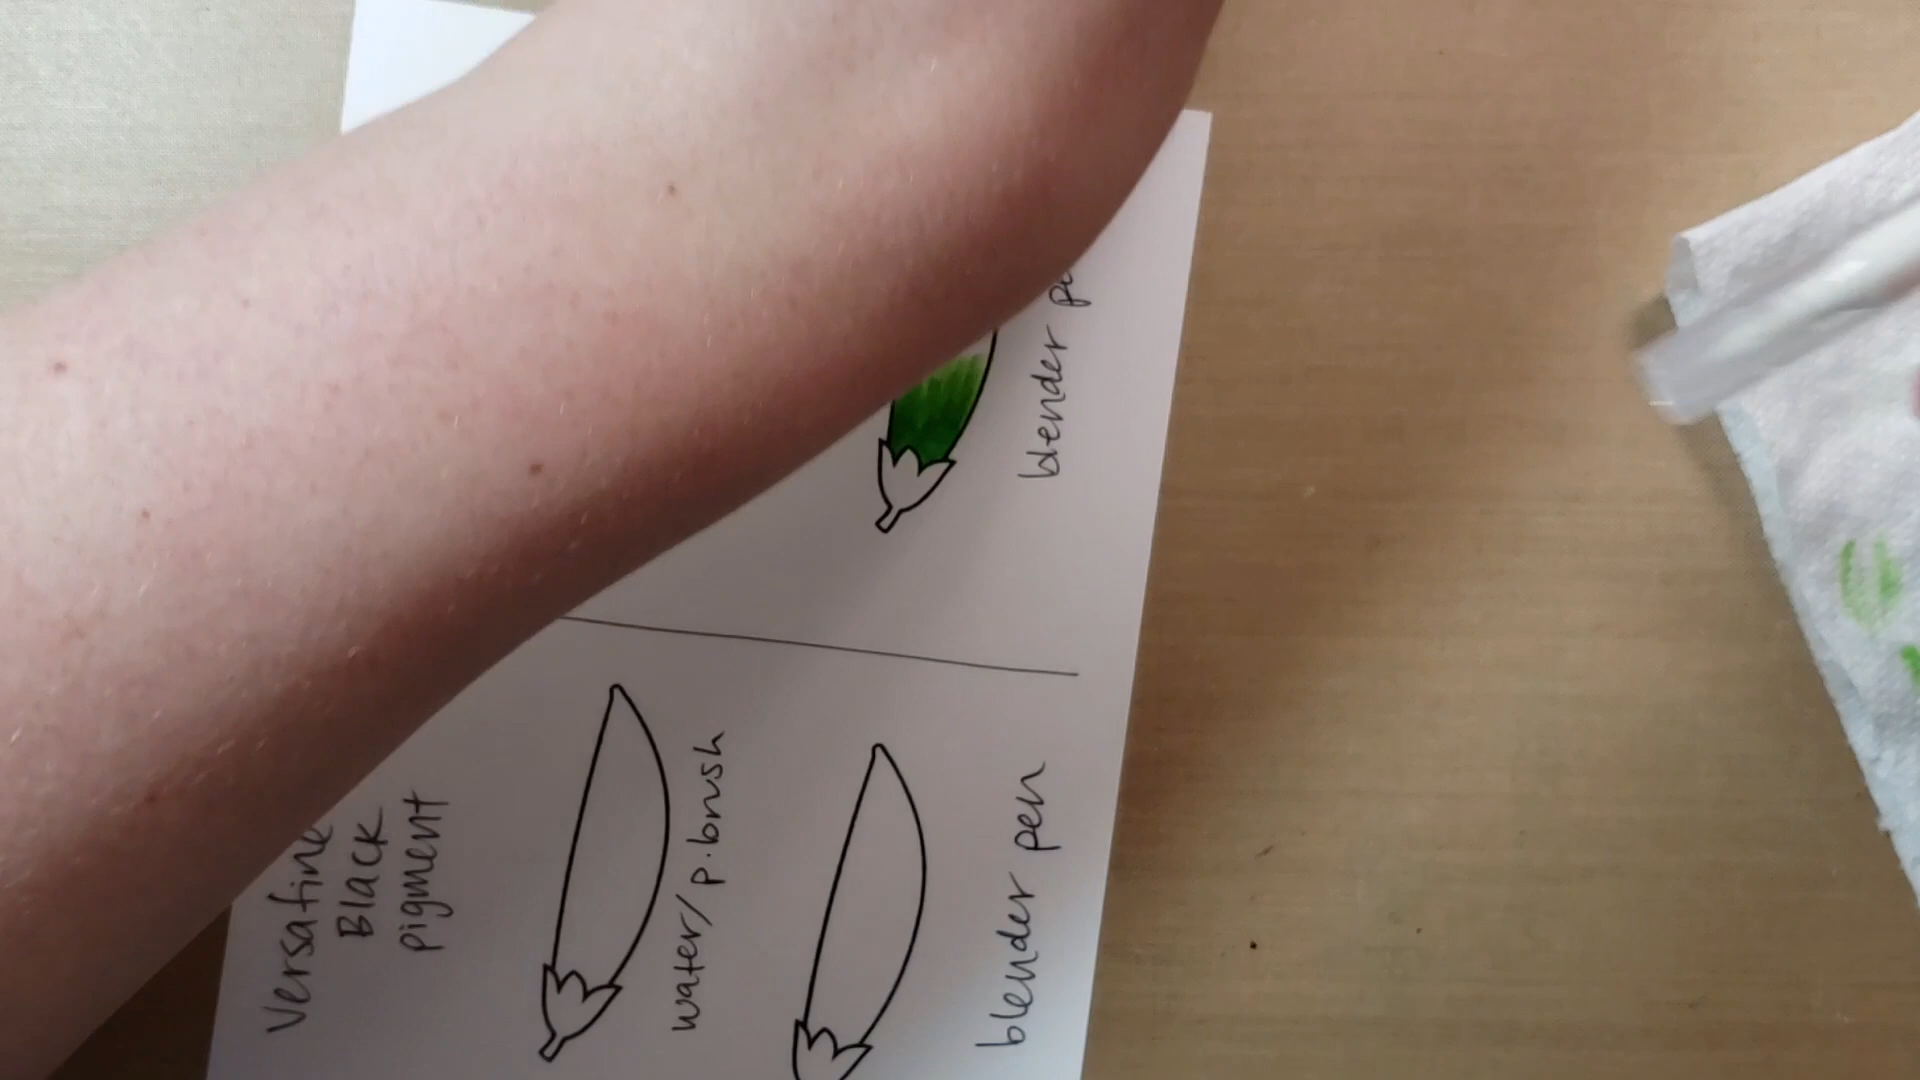 blender
Versafine
Black
pigment
water/p.brush
blender pen